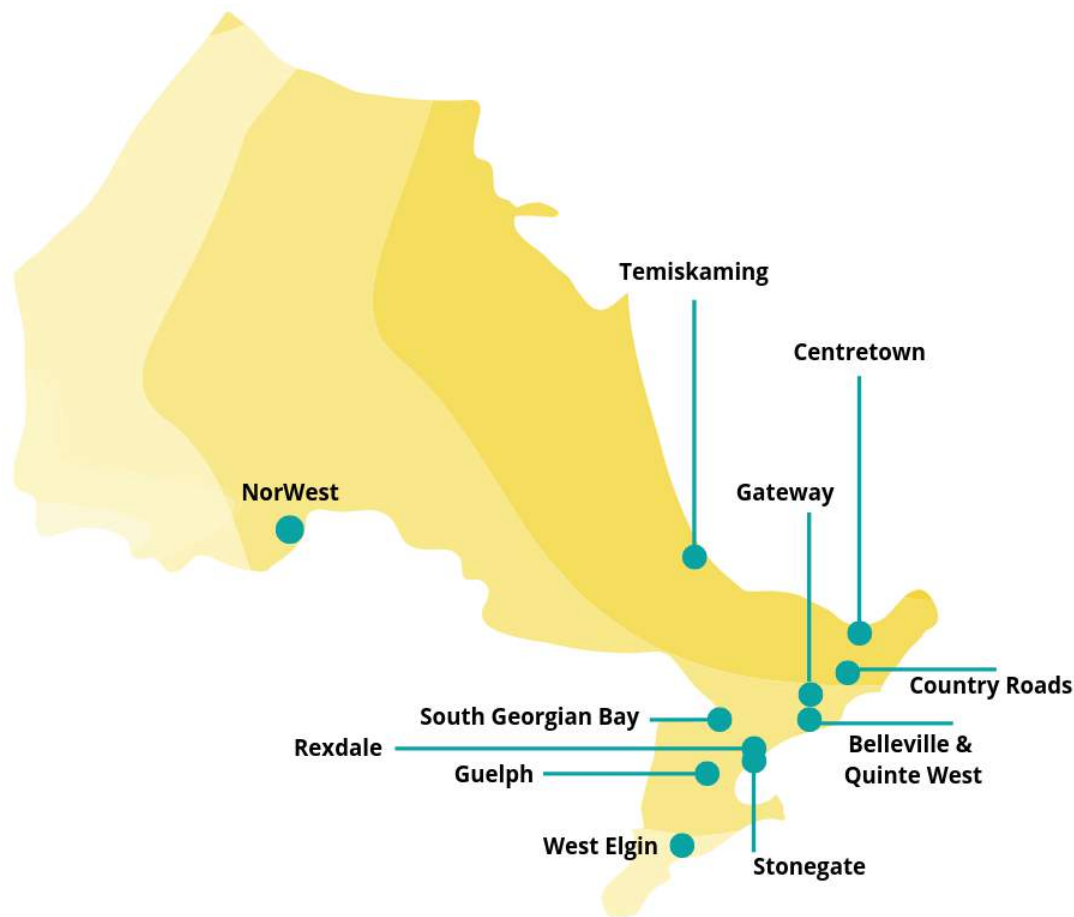 Temiskaming
Centretown
NorWest
Gateway
Country Roads
South Georgian Bay
Rexdale
Belleville &
Quinte West
Guelph
West Elgin
Stonegate